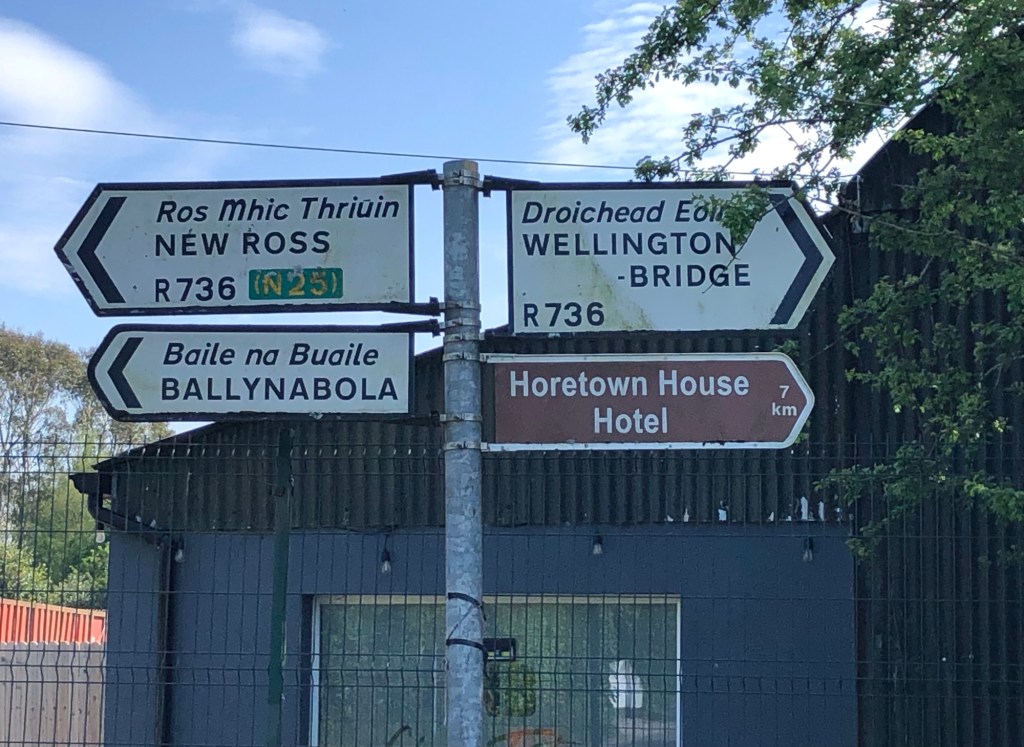 Ros Mhic Thriúin
NEW ROSS
R736 (N25)
Baile na Buaile
BALLYNABOLA
Droichead
WELLINGTON
-BRIDGE
R736
Horetown House
Hotel
7
km